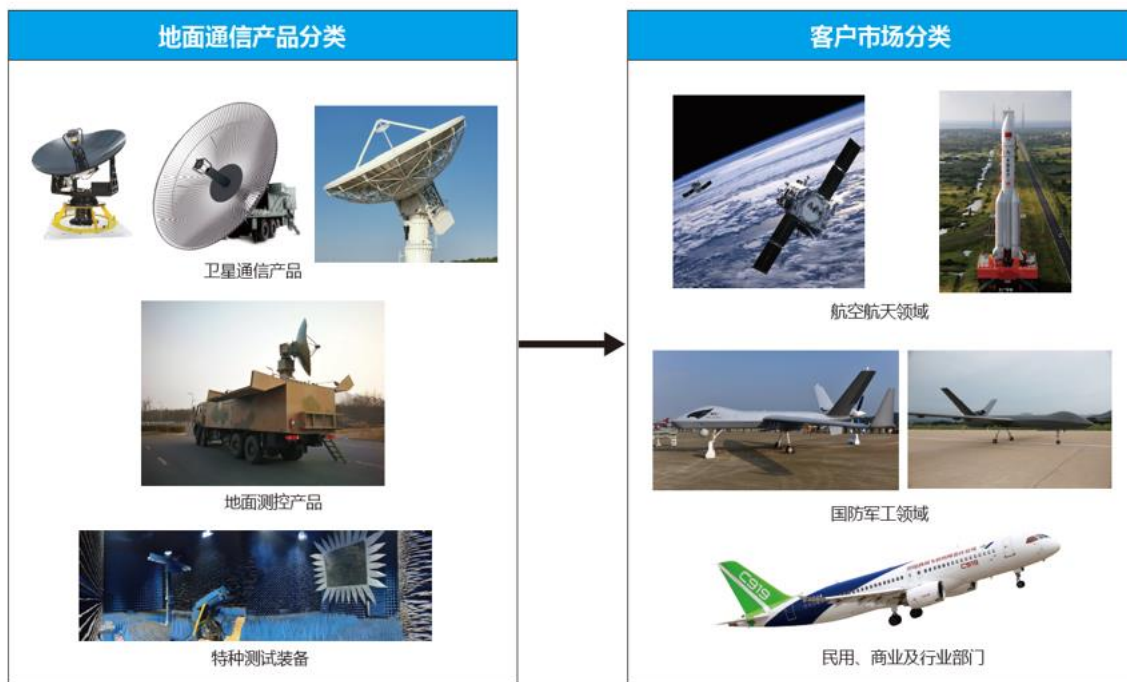 地面通信产品分类
客户市场分类
卫星通信产品
航空航天领域
地面测控产品
国防军工领域
特种测试装备
C919
C919
民用、商业及行业部门